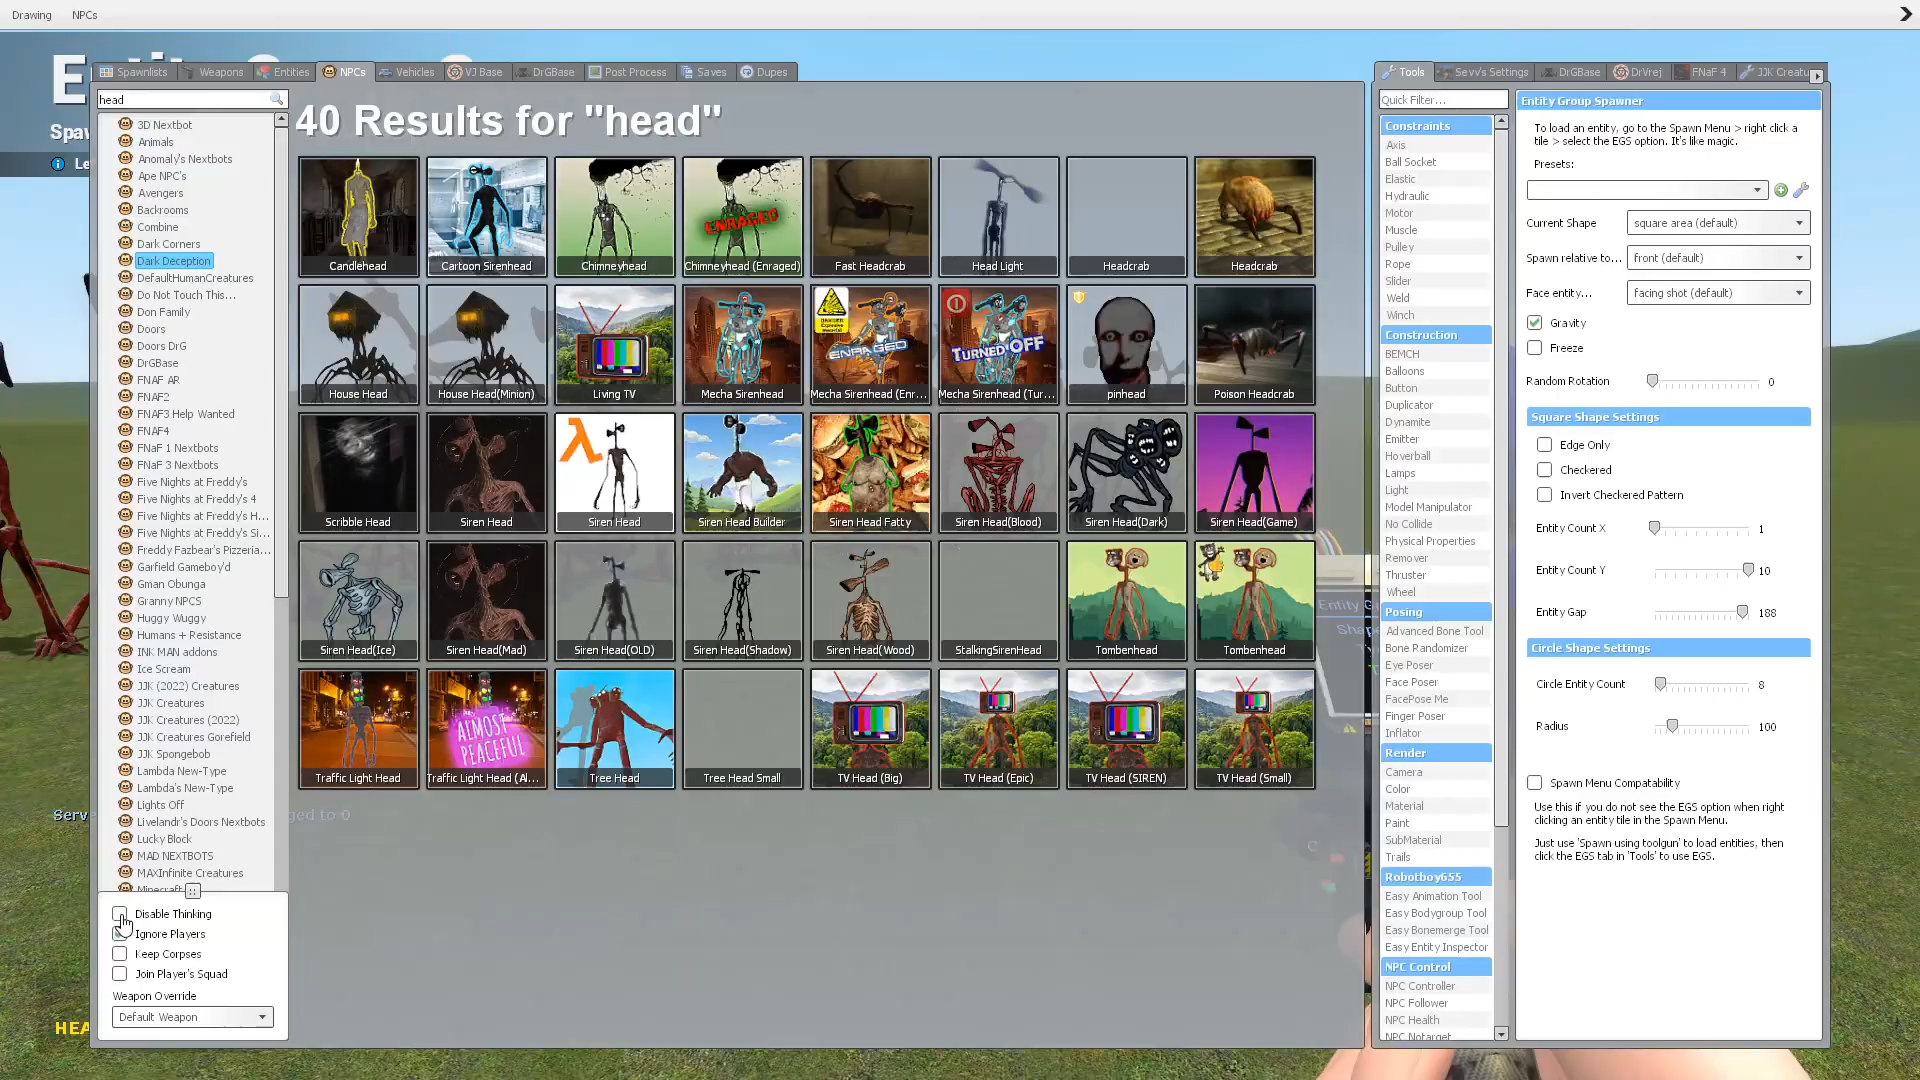 Drawing NPCs
Spawnlists Weapons Entities NPCs Vehicles VJ Base DrGBase Post Process Saves Dupes
head
40 Results for "head"
3D Nextbot
Animals
Anomaly's Nextbots
Ape NPC's
Avengers
Backrooms
Combine
Dark Corners
Dark Deception
DefaultHumanCreatures
Do Not Touch This...
Don Family
Doors
Doors DrG
DrGBase
FNAF AR
FNAF2
FNAF3 Help Wanted
FNAF4
FNaF 1 Nextbots
FNaF 3 Nextbots
Five Nights at Freddy's
Five Nights at Freddy's 4
Five Nights at Freddy's H...
Five Nights at Freddy's Si...
Freddy Fazbear's Pizzeria...
Garfield Gameboy'd
Gman Obunga
Granny NPCS
Huggy Wuggy
Humans + Resistance
INK MAN addons
Ice Scream
JJK (2022) Creatures
JJK Creatures
JJK Creatures (2022)
JJK Creatures Gorefield
JJK Spongebob
Lambda New-Type
Lambda's New-Type
Lights Off
Livelandr's Doors Nextbots
Lucky Block
MAD NEXTBOTS
MAXInfinite Creatures
Minecraft
Disable Thinking
Ignore Players
Keep Corpses
Join Player's Squad
Weapon Override
Default Weapon
Candlehead Cartoon Sirenhead Chimneyhead Chimneyhead (Enraged) Fast Headcrab Head Light Headcrab Headcrab
ENRAGED
House Head House Head(Minion) Living TV Mecha Sirenhead Mecha Sirenhead (Enr... Mecha Sirenhead (Tur... pinhead Poison Headcrab
ENRAGED
TURNED OFF
Scribble Head Siren Head Siren Head Siren Head Builder Siren Head Fatty Siren Head(Blood) Siren Head(Dark) Siren Head(Game)
Siren Head(Ice) Siren Head(Mad) Siren Head(OLD) Siren Head(Shadow) Siren Head(Wood) StalkingSirenHead Tombenhead Tombenhead
ALMOST
PEACEFUL
Traffic Light Head Traffic Light Head (Al... Tree Head Tree Head Small TV Head (Big) TV Head (Epic) TV Head (SIREN) TV Head (Small)
Serv
ged to 0
HEA
Tools Sevv's Settings DrGBase DrVrej FNaF 4 JJK Creatu
Quick Filter...
Constraints
Axis
Ball Socket
Elastic
Hydraulic
Motor
Muscle
Pulley
Rope
Slider
Weld
Winch
Construction
BEMCH
Balloons
Button
Duplicator
Dynamite
Emitter
Hoverball
Lamps
Light
Model Manipulator
No Collide
Physical Properties
Remover
Thruster
Wheel
Posing
Advanced Bone Tool
Bone Randomizer
Eye Poser
Face Poser
FacePose Me
Finger Poser
Inflator
Render
Camera
Color
Material
Paint
SubMaterial
Trails
Robotboy655
Easy Animation Tool
Easy Bodygroup Tool
Easy Bonemerge Tool
Easy Entity Inspector
NPC Control
NPC Controller
NPC Follower
NPC Health
NPC Notarget
Entity Group Spawner
To load an entity, go to the Spawn Menu > right click a
tile > select the EGS option. It's like magic.
Presets:
Current Shape square area (default)
Spawn relative to... front (default)
Face entity... facing shot (default)
Gravity
Freeze
Random Rotation 0
Square Shape Settings
Edge Only
Checkered
Invert Checkered Pattern
Entity Count X 1
Entity Count Y 10
Entity Gap 188
Circle Shape Settings
Circle Entity Count 8
Radius 100
Spawn Menu Compatability
Use this if you do not see the EGS option when right
clicking an entity tile in the Spawn Menu.
Just use 'Spawn using toolgun' to load entities, then
click the EGS tab in 'Tools' to use EGS.